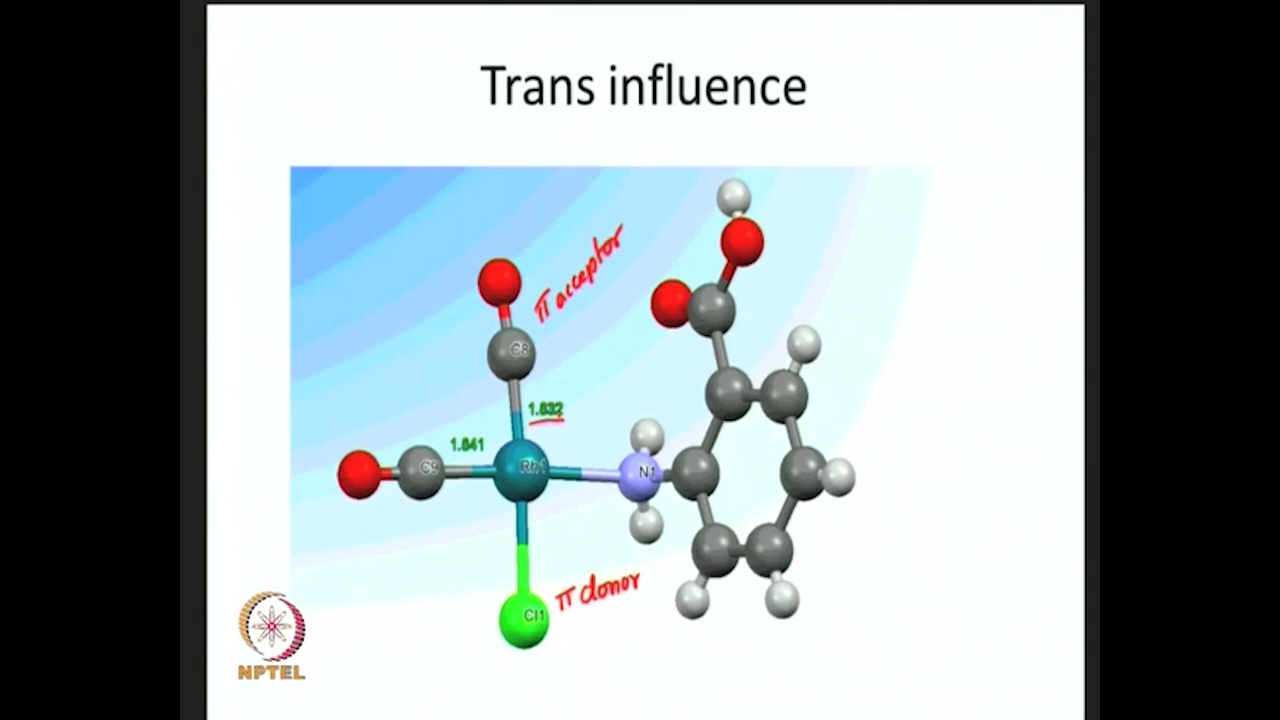 Trans influence
π acceptor
C8
1.832
1.841
C9
Rh1
N1
π donor
Cl1
NPTEL